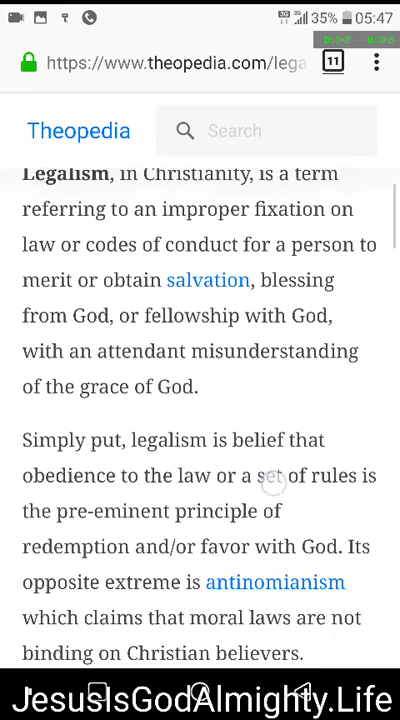 35% 05:47
https://www.theopedia.com/lega
11
Theopedia
Search
Legalism, in Christianity, is a term
referring to an improper fixation on
law or codes of conduct for a person to
merit or obtain salvation, blessing
from God, or fellowship with God,
with an attendant misunderstanding
of the grace of God.
Simply put, legalism is belief that
obedience to the law or a set of rules is
the pre-eminent principle of
redemption and/or favor with God. Its
opposite extreme is antinomianism
which claims that moral laws are not
binding on Christian believers.
JesusIsGodAlmighty.Life